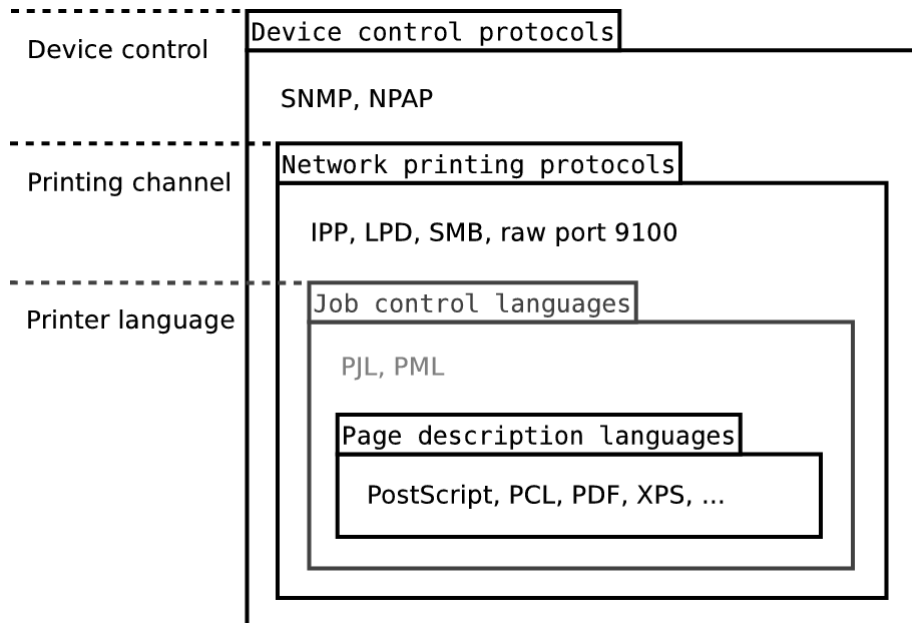 Device control protocols
Device control
SNMP, NPAP
Network printing protocols
Printing channel
IPP, LPD, SMB, raw port 9100
Job control languages
Printer language
PJL, PML
Page description languages
PostScript, PCL, PDF, XPS, ...